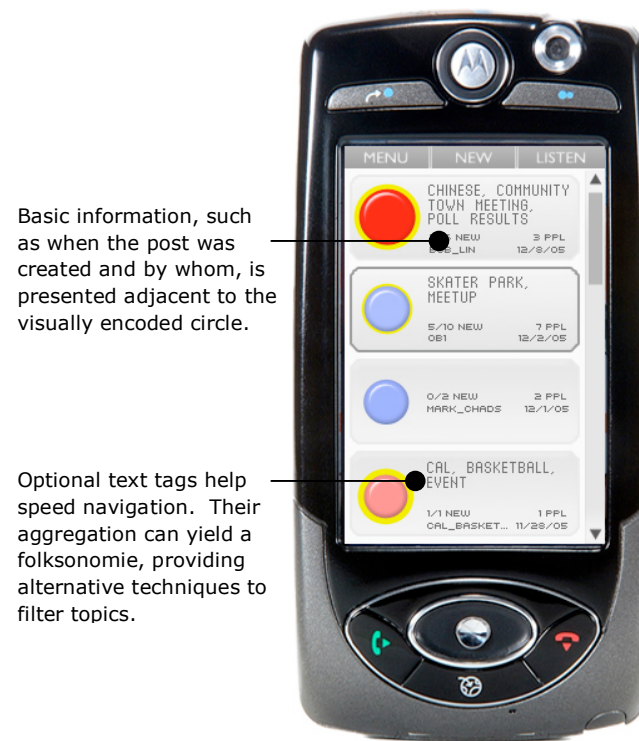 Basic information, such
as when the post was
created and by whom, is
presented adjacent to the
visually encoded circle.
Optional text tags help
speed navigation. Their
aggregation can yield a
folksonomie, providing
alternative techniques to
filter topics.
MENU NEW LISTEN
CHINESE, COMMUNITY
TOWN MEETING,
POLL RESULTS
NEW 3 PPL
12/8/05
SKATER PARK,
MEETUP
5/10 NEW 7 PPL
OB1 12/2/05
0/2 NEW 2 PPL
MARK_CHADS 12/1/05
CAL, BASKETBALL,
EVENT
1/1 NEW 1 PPL
CAL_BASKET... 11/28/05